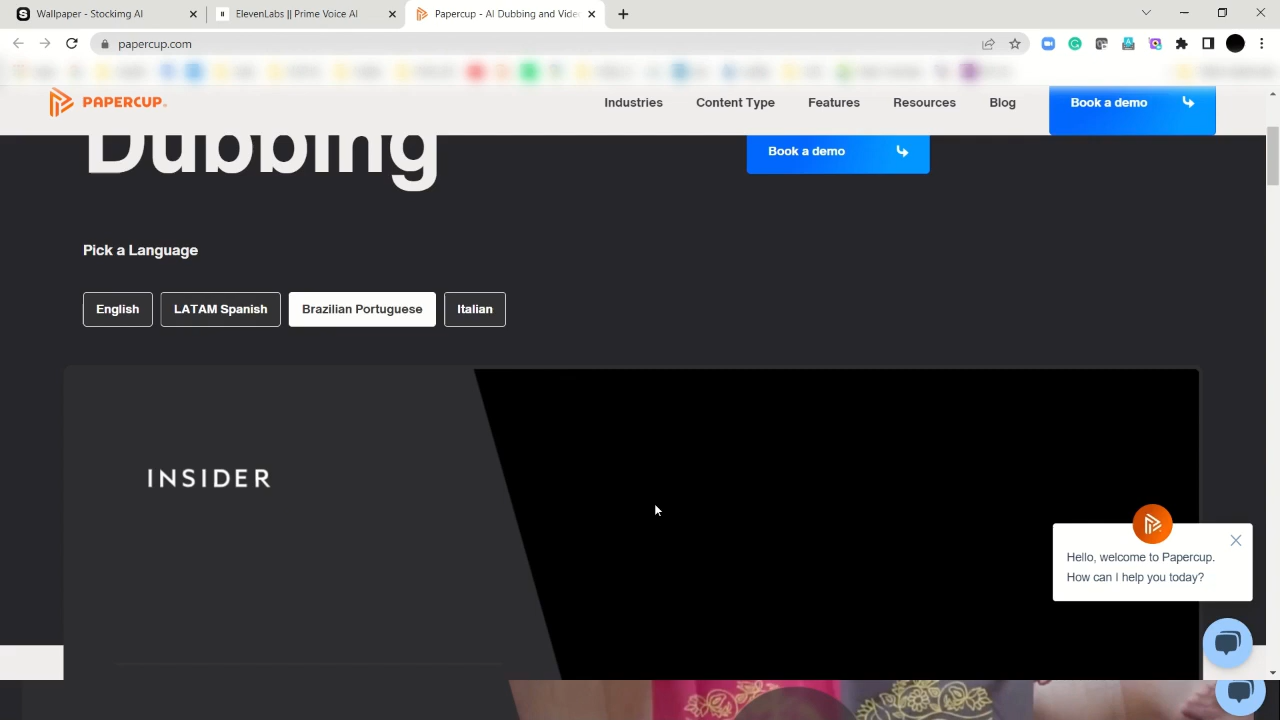 Wallpaper - Stocking AI
ElevenLabs || Prime Voice AI
Papercup - AI Dubbing and Vide
papercup.com
PAPERCUP
Industries
Content Type
Features
Resources
Blog
Book a demo
Dubbing
Book a demo
Pick a Language
English
LATAM Spanish
Brazilian Portuguese
Italian
INSIDER
Hello, welcome to Papercup.
How can I help you today?